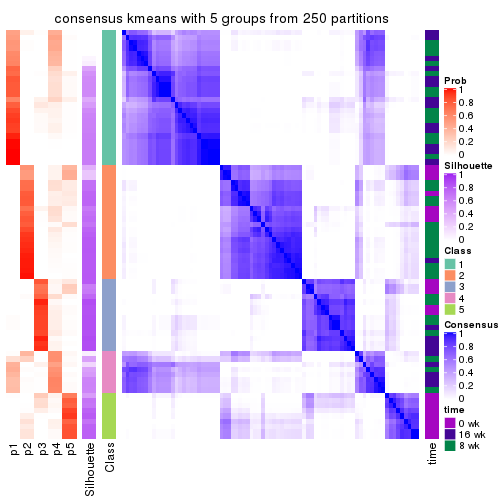 consensus kmeans with 5 groups from 250 partitions
Prob
1
0.8
0.6
0.4
0.2
0
Silhouette
1
0.8
0.6
0.4
0.2
0
Class
1
2
3
4
5
Consensus
1
0.8
0.6
0.4
0.2
0
time
0 wk
16 wk
8 wk
p1
p2
p3
p4
p5
Silhouette
Class
time